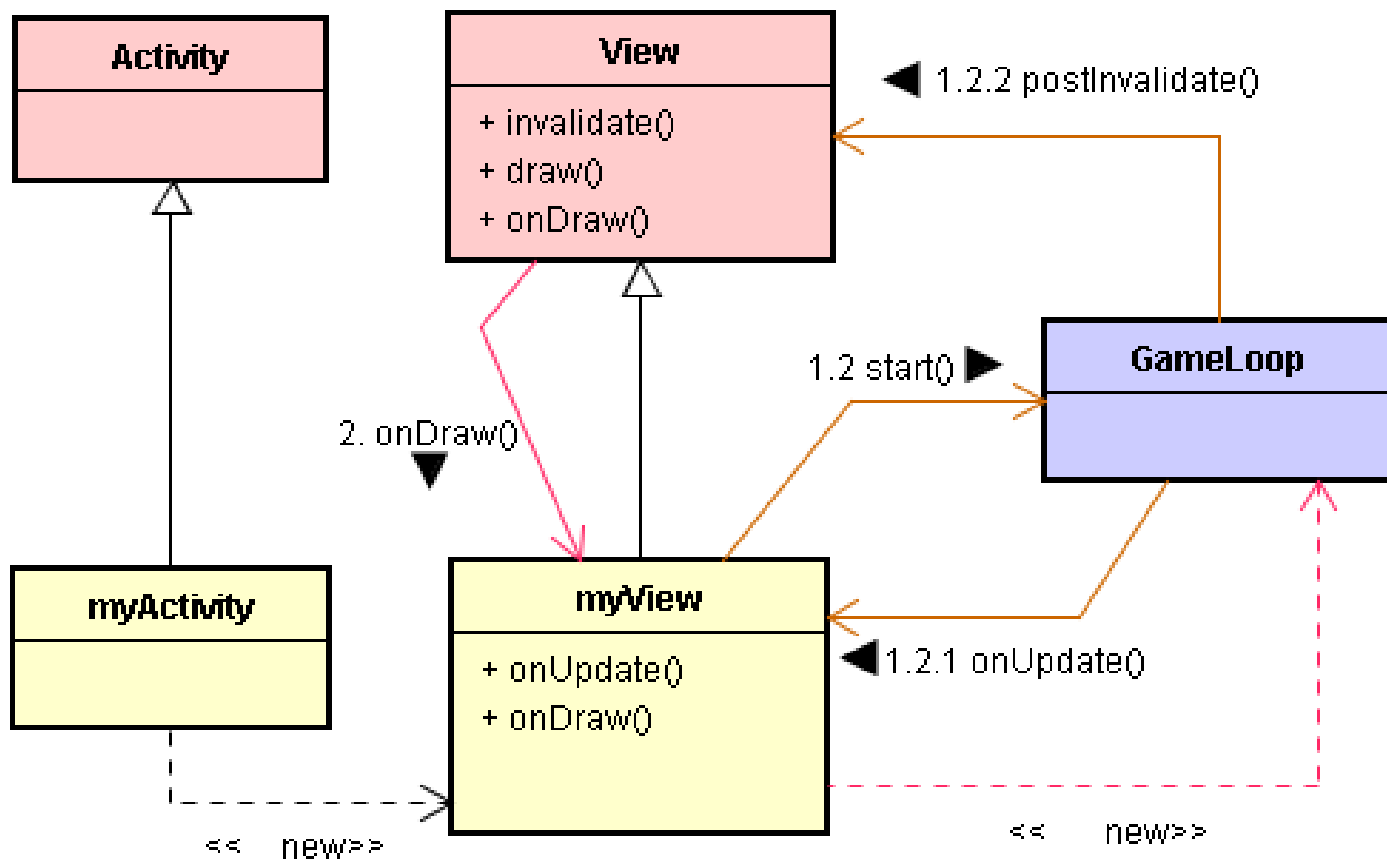 Activity
View
+ invalidate()
+ draw()
+ onDraw()
1.2.2 postInvalidate()
GameLoop
1.2 start()
2. onDraw()
myActivity
myView
+ onUpdate()
+ onDraw()
1.2.1 onUpdate()
<< new>>
<< new>>